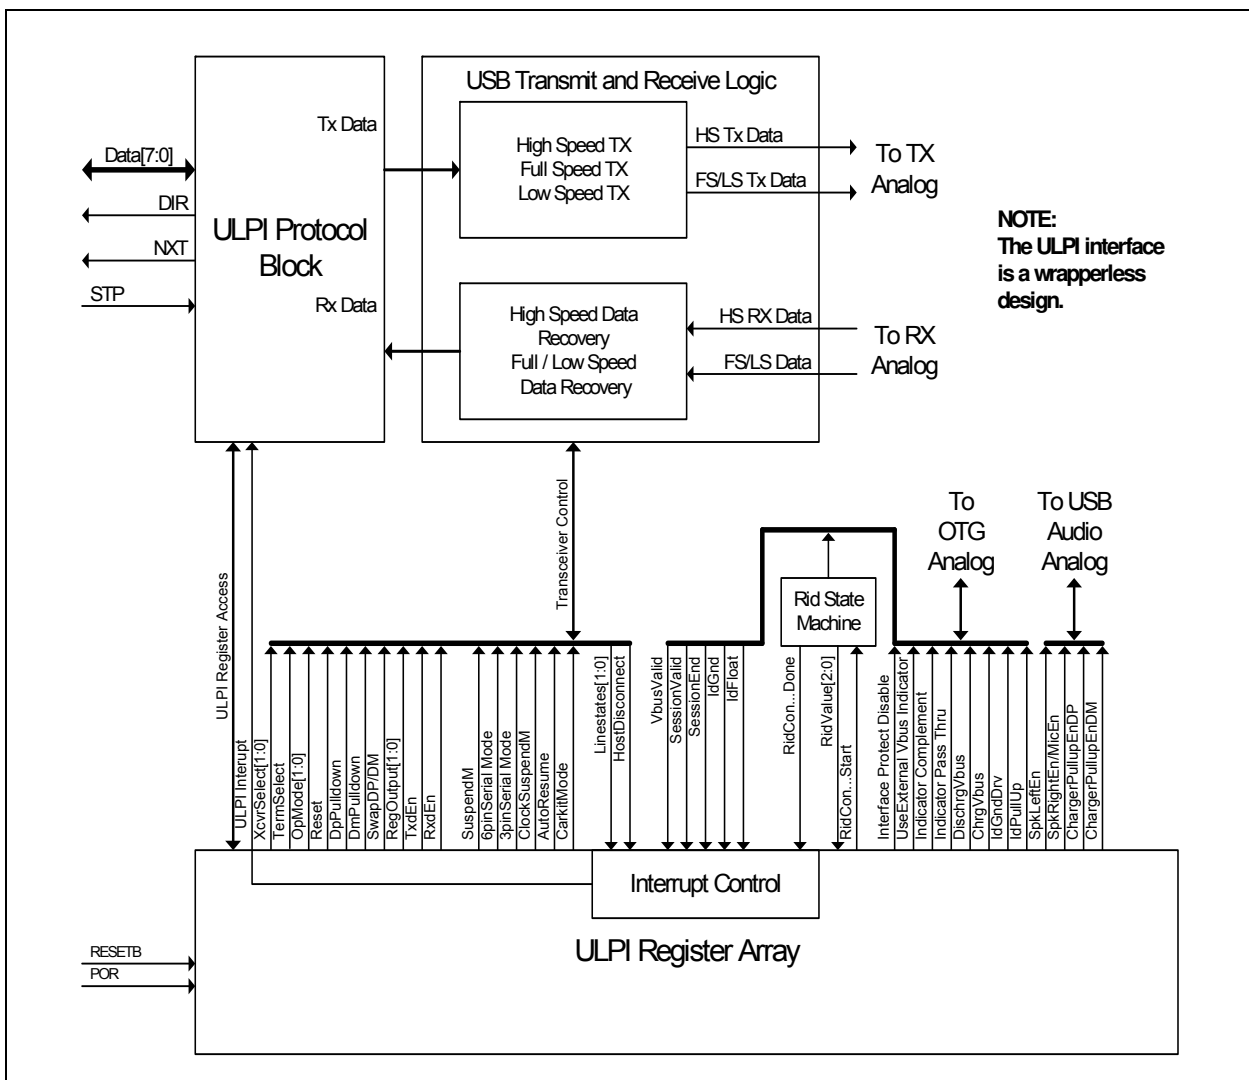 USB Transmit and Receive Logic
Tx Data
High Speed TX
Full Speed TX
Low Speed TX
HS Tx Data
FS/LS Tx Data
To TX
Analog
Data[7:0]
DIR
NXT
STP
ULPI Protocol
Block
NOTE:
The ULPI interface
is a wrapperless
design.
Rx Data
High Speed Data
Recovery
Full / Low Speed
Data Recovery
HS RX Data
FS/LS Data
To RX
Analog
ULPI Register Access
Transceiver Control
To
OTG
Analog
To USB
Audio
Analog
Rid State
Machine
ULPI Interupt
XcvrSelect[1:0]
TermSelect
OpMode[1:0]
Reset
DpPulldown
DmPulldown
SwapDP/DM
RegOutput[1:0]
TxdEn
RxdEn
SuspendM
6pinSerial Mode
3pinSerial Mode
ClockSuspendM
AutoResume
CarkitMode
Linestates[1:0]
HostDisconnect
VbusValid
SessionValid
SessionEnd
IdGnd
IdFloat
RidCon...Done
RidValue[2:0]
RidCon...Start
Interface Protect Disable
UseExternal Vbus Indicator
Indicator Complement
Indicator Pass Thru
DischrgVbus
ChrgVbus
IdGndDrv
IdPullUp
SpkLeftEn
SpkRightEn/MicEn
ChargerPullupEnDP
ChargerPullupEnDM
Interrupt Control
ULPI Register Array
RESETB
POR